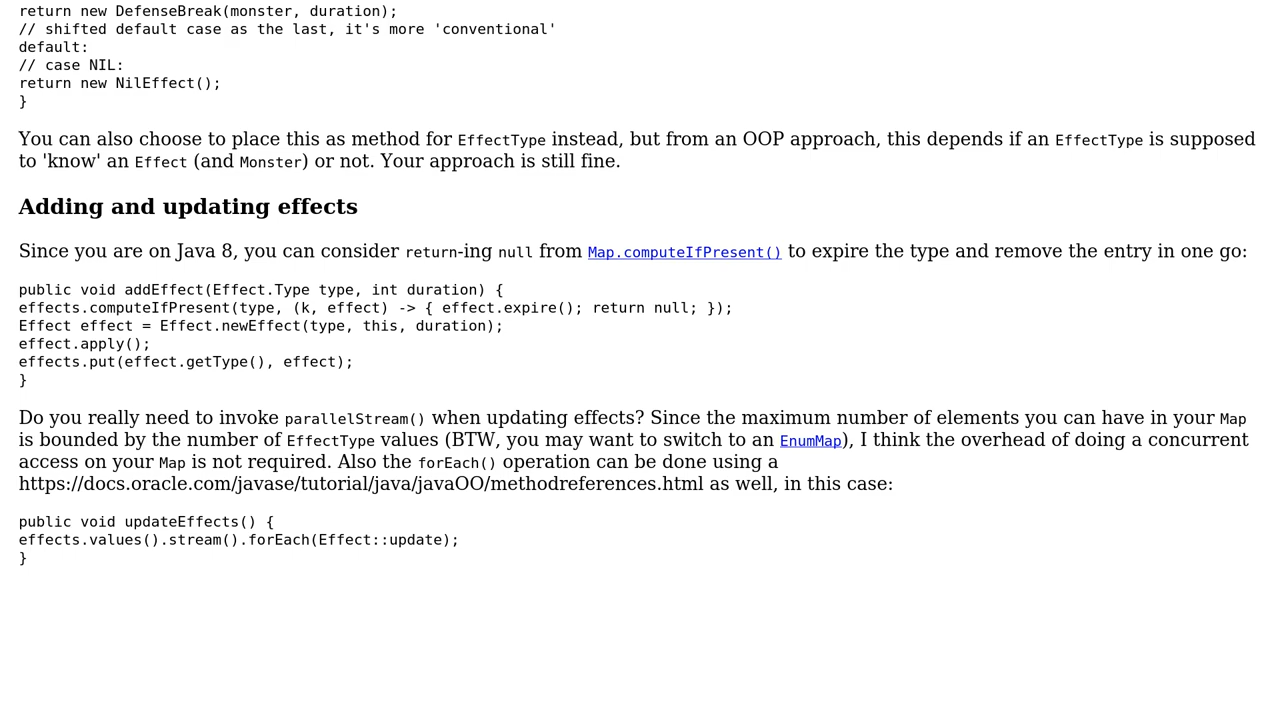 return new DefenseBreak(monster, duration);
// shifted default case as the last, it's more 'conventional'
default:
// case NIL:
return new NilEffect();
}
You can also choose to place this as method for EffectType instead, but from an OOP approach, this depends if an EffectType is supposed
to 'know' an Effect (and Monster) or not. Your approach is still fine.
Adding and updating effects
Since you are on Java 8, you can consider return-ing null from Map.computeIfPresent() to expire the type and remove the entry in one go:
public void addEffect(Effect.Type type, int duration) {
effects.computeIfPresent(type, (k, effect) -> { effect.expire(); return null; });
Effect effect = Effect.newEffect(type, this, duration);
effect.apply();
effects.put(effect.getType(), effect);
}
Do you really need to invoke parallelStream() when updating effects? Since the maximum number of elements you can have in your Map
is bounded by the number of EffectType values (BTW, you may want to switch to an EnumMap), I think the overhead of doing a concurrent
access on your Map is not required. Also the forEach() operation can be done using a
https://docs.oracle.com/javase/tutorial/java/javaOO/methodreferences.html as well, in this case:
public void updateEffects() {
effects.values().stream().forEach(Effect::update);
}